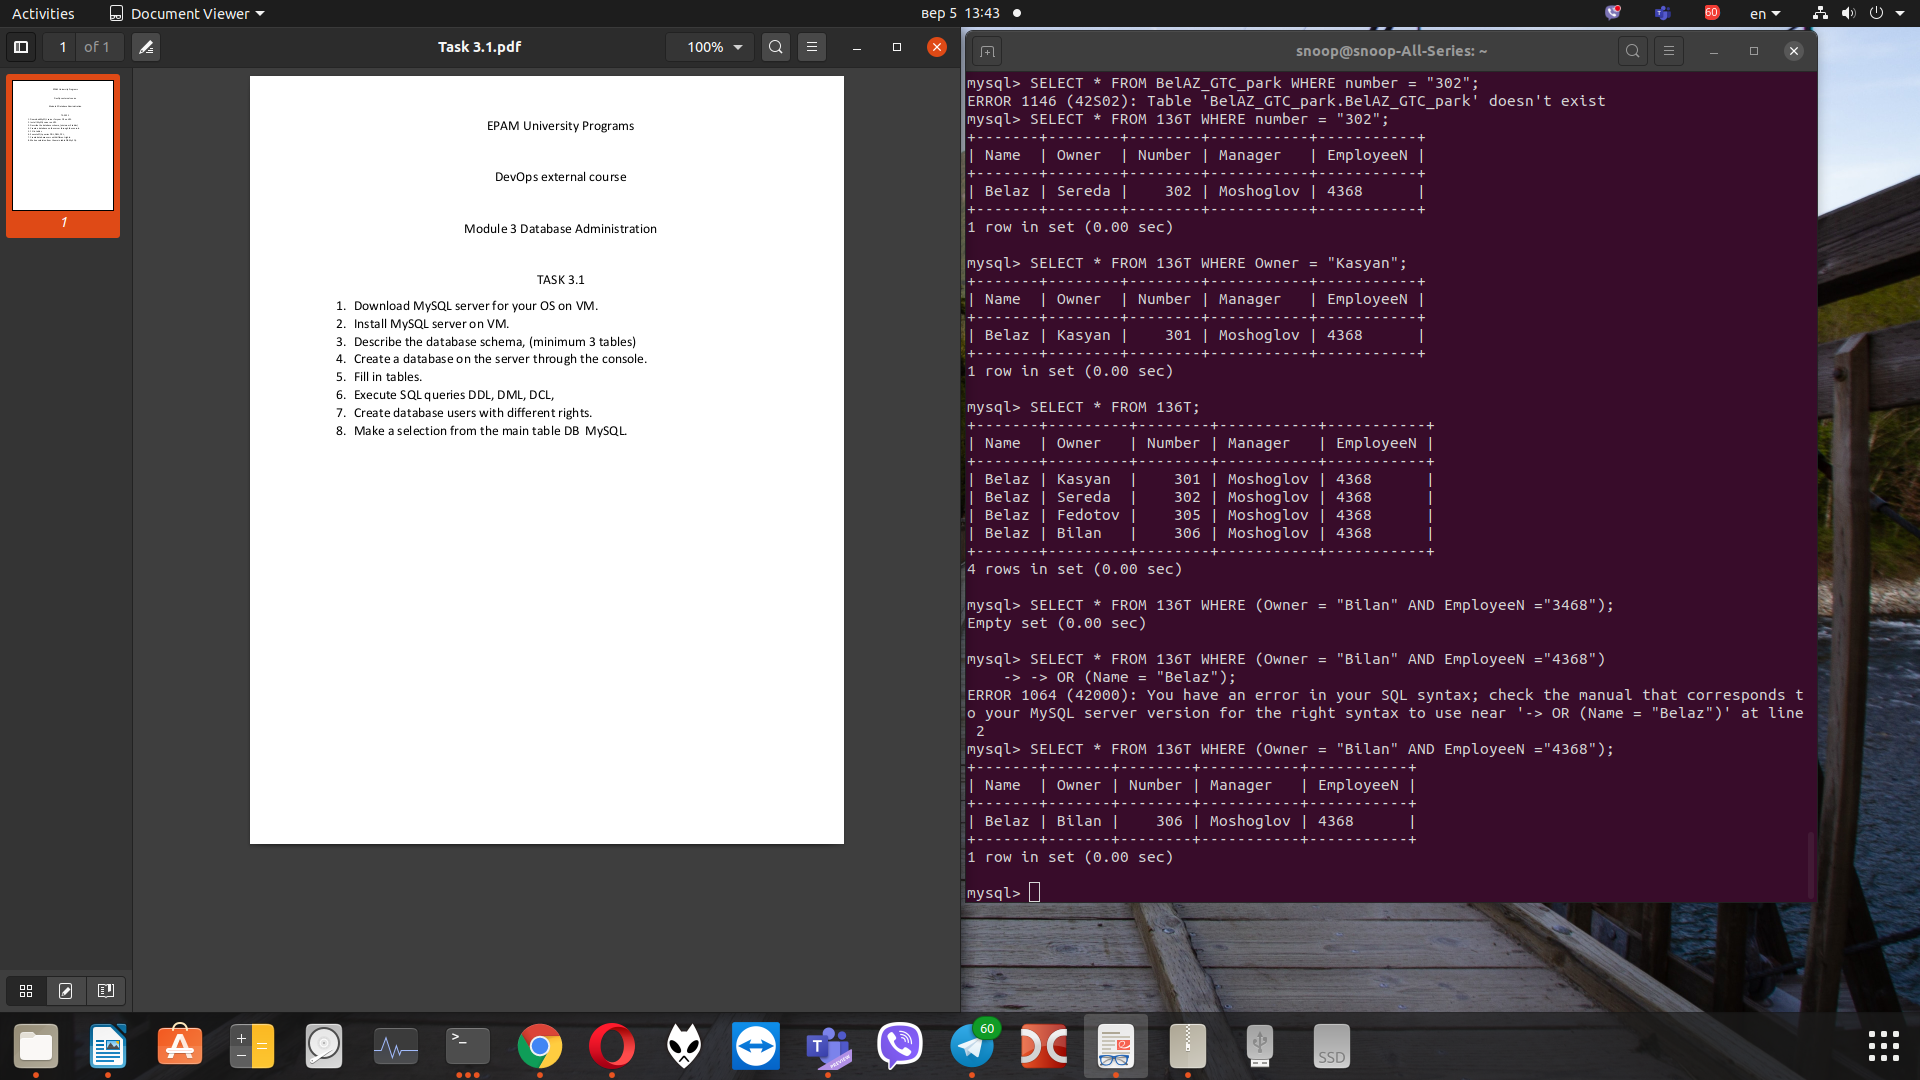 Activities
Document Viewer
вер 5 13:43
60
en
1 of 1
Task 3.1.pdf
100%
1
EPAM University Programs
DevOps external course
Module 3 Database Administration
TASK 3.1
1. Download MySQL server for your OS on VM.
2. Install MySQL server on VM.
3. Describe the database schema, (minimum 3 tables)
4. Create a database on the server through the console.
5. Fill in tables.
6. Execute SQL queries DDL, DML, DCL,
7. Create database users with different rights.
8. Make a selection from the main table DB  MySQL.
snoop@snoop-All-Series: ~
mysql> SELECT * FROM BelAZ_GTC_park WHERE number = "302";
ERROR 1146 (42S02): Table 'BelAZ_GTC_park.BelAZ_GTC_park' doesn't exist
mysql> SELECT * FROM 136T WHERE number = "302";
+-------+--------+--------+-----------+-----------+
| Name  | Owner  | Number | Manager   | EmployeeN |
+-------+--------+--------+-----------+-----------+
| Belaz | Sereda |    302 | Moshoglov | 4368      |
+-------+--------+--------+-----------+-----------+
1 row in set (0.00 sec)
mysql> SELECT * FROM 136T WHERE Owner = "Kasyan";
+-------+--------+--------+-----------+-----------+
| Name  | Owner  | Number | Manager   | EmployeeN |
+-------+--------+--------+-----------+-----------+
| Belaz | Kasyan |    301 | Moshoglov | 4368      |
+-------+--------+--------+-----------+-----------+
1 row in set (0.00 sec)
mysql> SELECT * FROM 136T;
+-------+---------+--------+-----------+-----------+
| Name  | Owner   | Number | Manager   | EmployeeN |
+-------+---------+--------+-----------+-----------+
| Belaz | Kasyan  |    301 | Moshoglov | 4368      |
| Belaz | Sereda  |    302 | Moshoglov | 4368      |
| Belaz | Fedotov |    305 | Moshoglov | 4368      |
| Belaz | Bilan   |    306 | Moshoglov | 4368      |
+-------+---------+--------+-----------+-----------+
4 rows in set (0.00 sec)
mysql> SELECT * FROM 136T WHERE (Owner = "Bilan" AND EmployeeN ="3468");
Empty set (0.00 sec)
mysql> SELECT * FROM 136T WHERE (Owner = "Bilan" AND EmployeeN ="4368")
    -> -> OR (Name = "Belaz");
ERROR 1064 (42000): You have an error in your SQL syntax; check the manual that corresponds t
o your MySQL server version for the right syntax to use near '-> OR (Name = "Belaz")' at line
 2
mysql> SELECT * FROM 136T WHERE (Owner = "Bilan" AND EmployeeN ="4368");
+-------+-------+--------+-----------+-----------+
| Name  | Owner | Number | Manager   | EmployeeN |
+-------+-------+--------+-----------+-----------+
| Belaz | Bilan |    306 | Moshoglov | 4368      |
+-------+-------+--------+-----------+-----------+
1 row in set (0.00 sec)
mysql>
60
PREVIEW
SSD